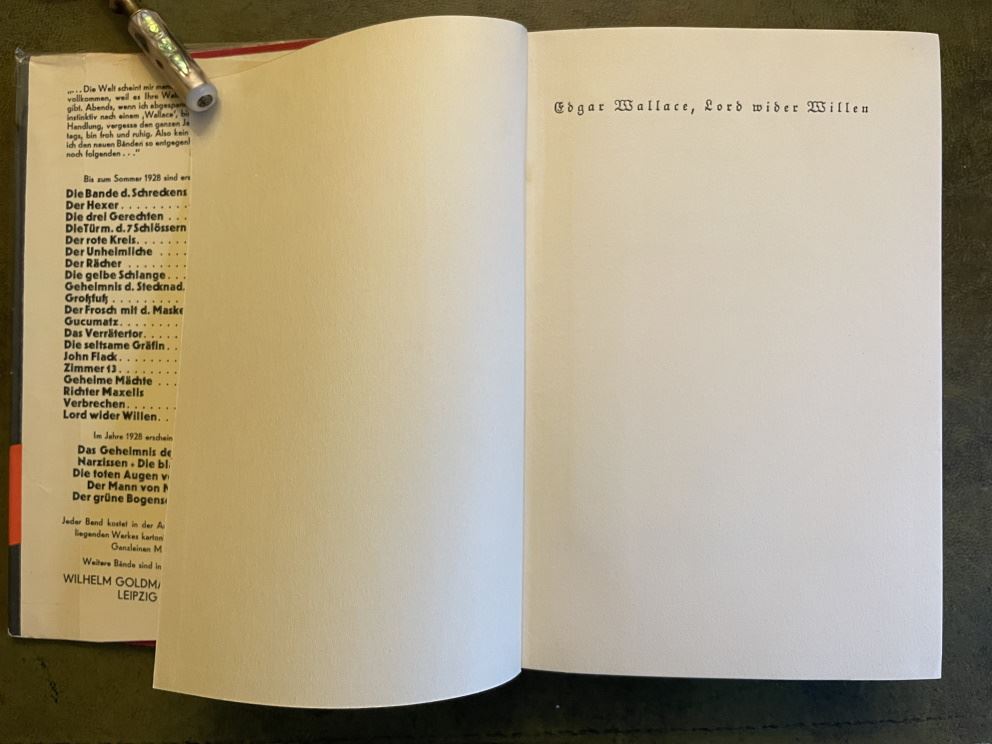 „... Die Welt scheint mir
vollkommen, weil es Ihre
gibt. Abends, wenn ich abgespan
instinktiv nach einem ‚Wallace‘, bi
Handlung, vergesse den ganzen
tags, bin froh und ruhig. Also kein
ich den neuen Bänden so entgegen
noch folgenden ...“
Bis zum Sommer 1928 sind ers
Die Bande d. Schreckens
Der Hexer
Die drei Gerechten
Die Tür m. d. 7 Schlössern
Der rote Kreis
Der Unheimliche
Der Rächer
Die gelbe Schlange
Geheimnis d. Stecknad.
Großfuß
Der Frosch mit d. Maske
Gucumatz
Das Verrätertor
Die seltsame Gräfin
John Flack
Zimmer 13
Geheime Mächte
Richter Maxells
Verbrechen
Lord wider Willen
Im Jahre 1928 erschein
Das Geheimnis de
Narzissen • Die bl
Die toten Augen v
Der Mann von
Der grüne Bogens
Jeder Band kostet in der A
liegenden Werkes karton
Ganzleinen M
Weitere Bände sind in
WILHELM GOLDMA
LEIPZIG
Edgar Wallace, Lord wider Willen